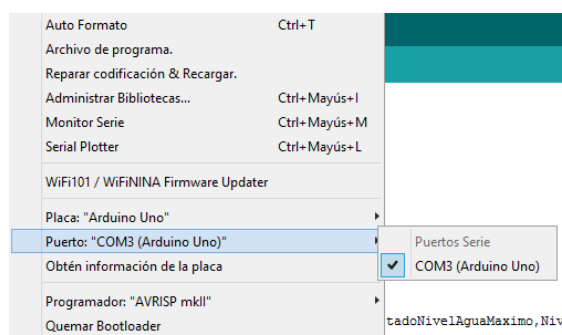 Auto Formato Ctrl+T
Archivo de programa.
Reparar codificación & Recargar.
Administrar Bibliotecas... Ctrl+Mayús+I
Monitor Serie Ctrl+Mayús+M
Serial Plotter Ctrl+Mayús+L
WiFi101 / WiFiNINA Firmware Updater
Placa: "Arduino Uno"
Puerto: "COM3 (Arduino Uno)"
Puertos Serie
Obtén información de la placa
COM3 (Arduino Uno)
Programador: "AVRISP mkII"
Quemar Bootloader
tadoNivelAguaMaximo,Niv